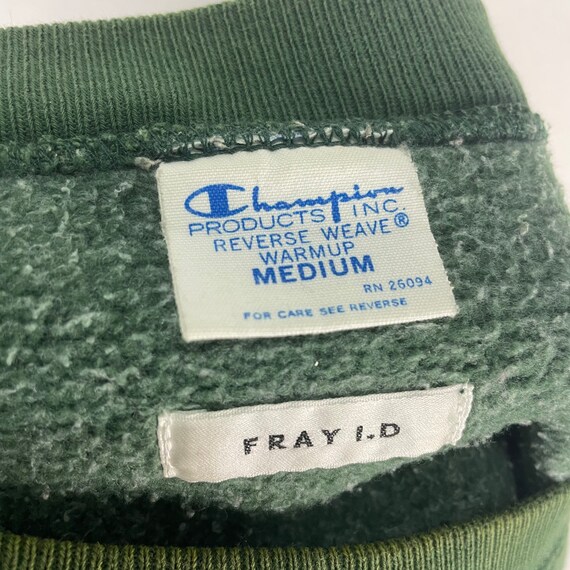 Champion
PRODUCTS INC.
REVERSE WEAVE®
WARMUP
MEDIUM
RN 26094
FOR CARE SEE REVERSE
FRAY I.D